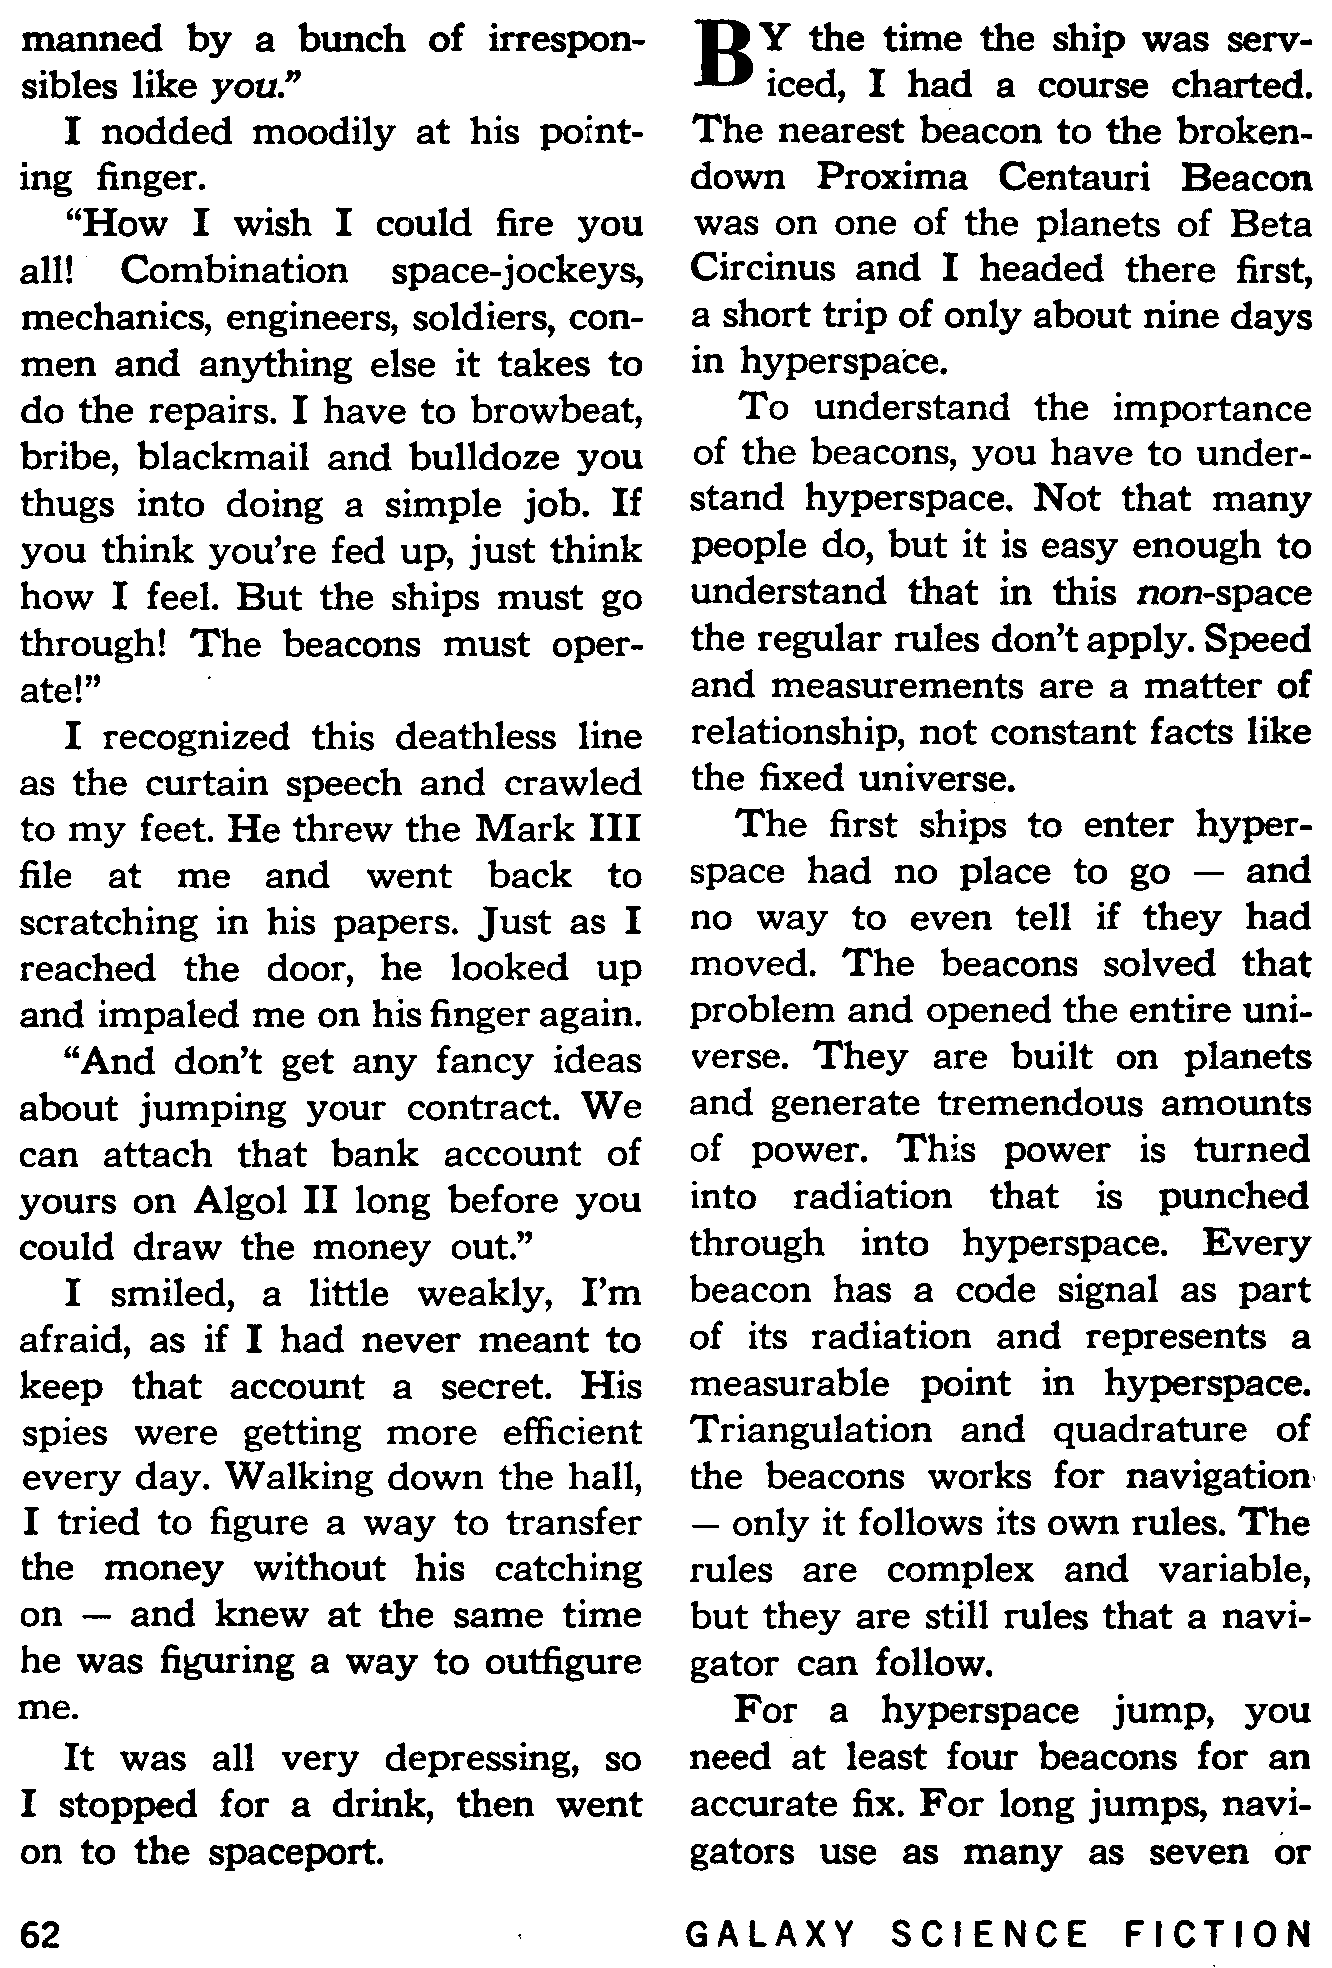 manned by a bunch of irrespon-
sibles like you.”
I nodded moodily at his point-
ing finger.
“How I wish I could fire you
all! Combination space-jockeys,
mechanics, engineers, soldiers, con-
men and anything else it takes to
do the repairs. I have to browbeat,
bribe, blackmail and bulldoze you
thugs into doing a simple job. If
you think you’re fed up, just think
how I feel. But the ships must go
through! The beacons must oper-
ate!”
I recognized this deathless line
as the curtain speech and crawled
to my feet. He threw the Mark III
file at me and went back to
scratching in his papers. Just as I
reached the door, he looked up
and impaled me on his finger again.
“And don’t get any fancy ideas
about jumping your contract. We
can attach that bank account of
yours on Algol II long before you
could draw the money out.”
I smiled, a little weakly, I’m
afraid, as if I had never meant to
keep that account a secret. His
spies were getting more efficient
every day. Walking down the hall,
I tried to figure a way to transfer
the money without his catching
on — and knew at the same time
he was figuring a way to outfigure
me.
It was all very depressing, so
I stopped for a drink, then went
on to the spaceport.
BY the time the ship was serv-
iced, I had a course charted.
The nearest beacon to the broken-
down Proxima Centauri Beacon
was on one of the planets of Beta
Circinus and I headed there first,
a short trip of only about nine days
in hyperspace.
To understand the importance
of the beacons, you have to under-
stand hyperspace. Not that many
people do, but it is easy enough to
understand that in this non-space
the regular rules don’t apply. Speed
and measurements are a matter of
relationship, not constant facts like
the fixed universe.
The first ships to enter hyper-
space had no place to go — and
no way to even tell if they had
moved. The beacons solved that
problem and opened the entire uni-
verse. They are built on planets
and generate tremendous amounts
of power. This power is turned
into radiation that is punched
through into hyperspace. Every
beacon has a code signal as part
of its radiation and represents a
measurable point in hyperspace.
Triangulation and quadrature of
the beacons works for navigation
— only it follows its own rules. The
rules are complex and variable,
but they are still rules that a navi-
gator can follow.
For a hyperspace jump, you
need at least four beacons for an
accurate fix. For long jumps, navi-
gators use as many as seven or
62
GALAXY SCIENCE FICTION